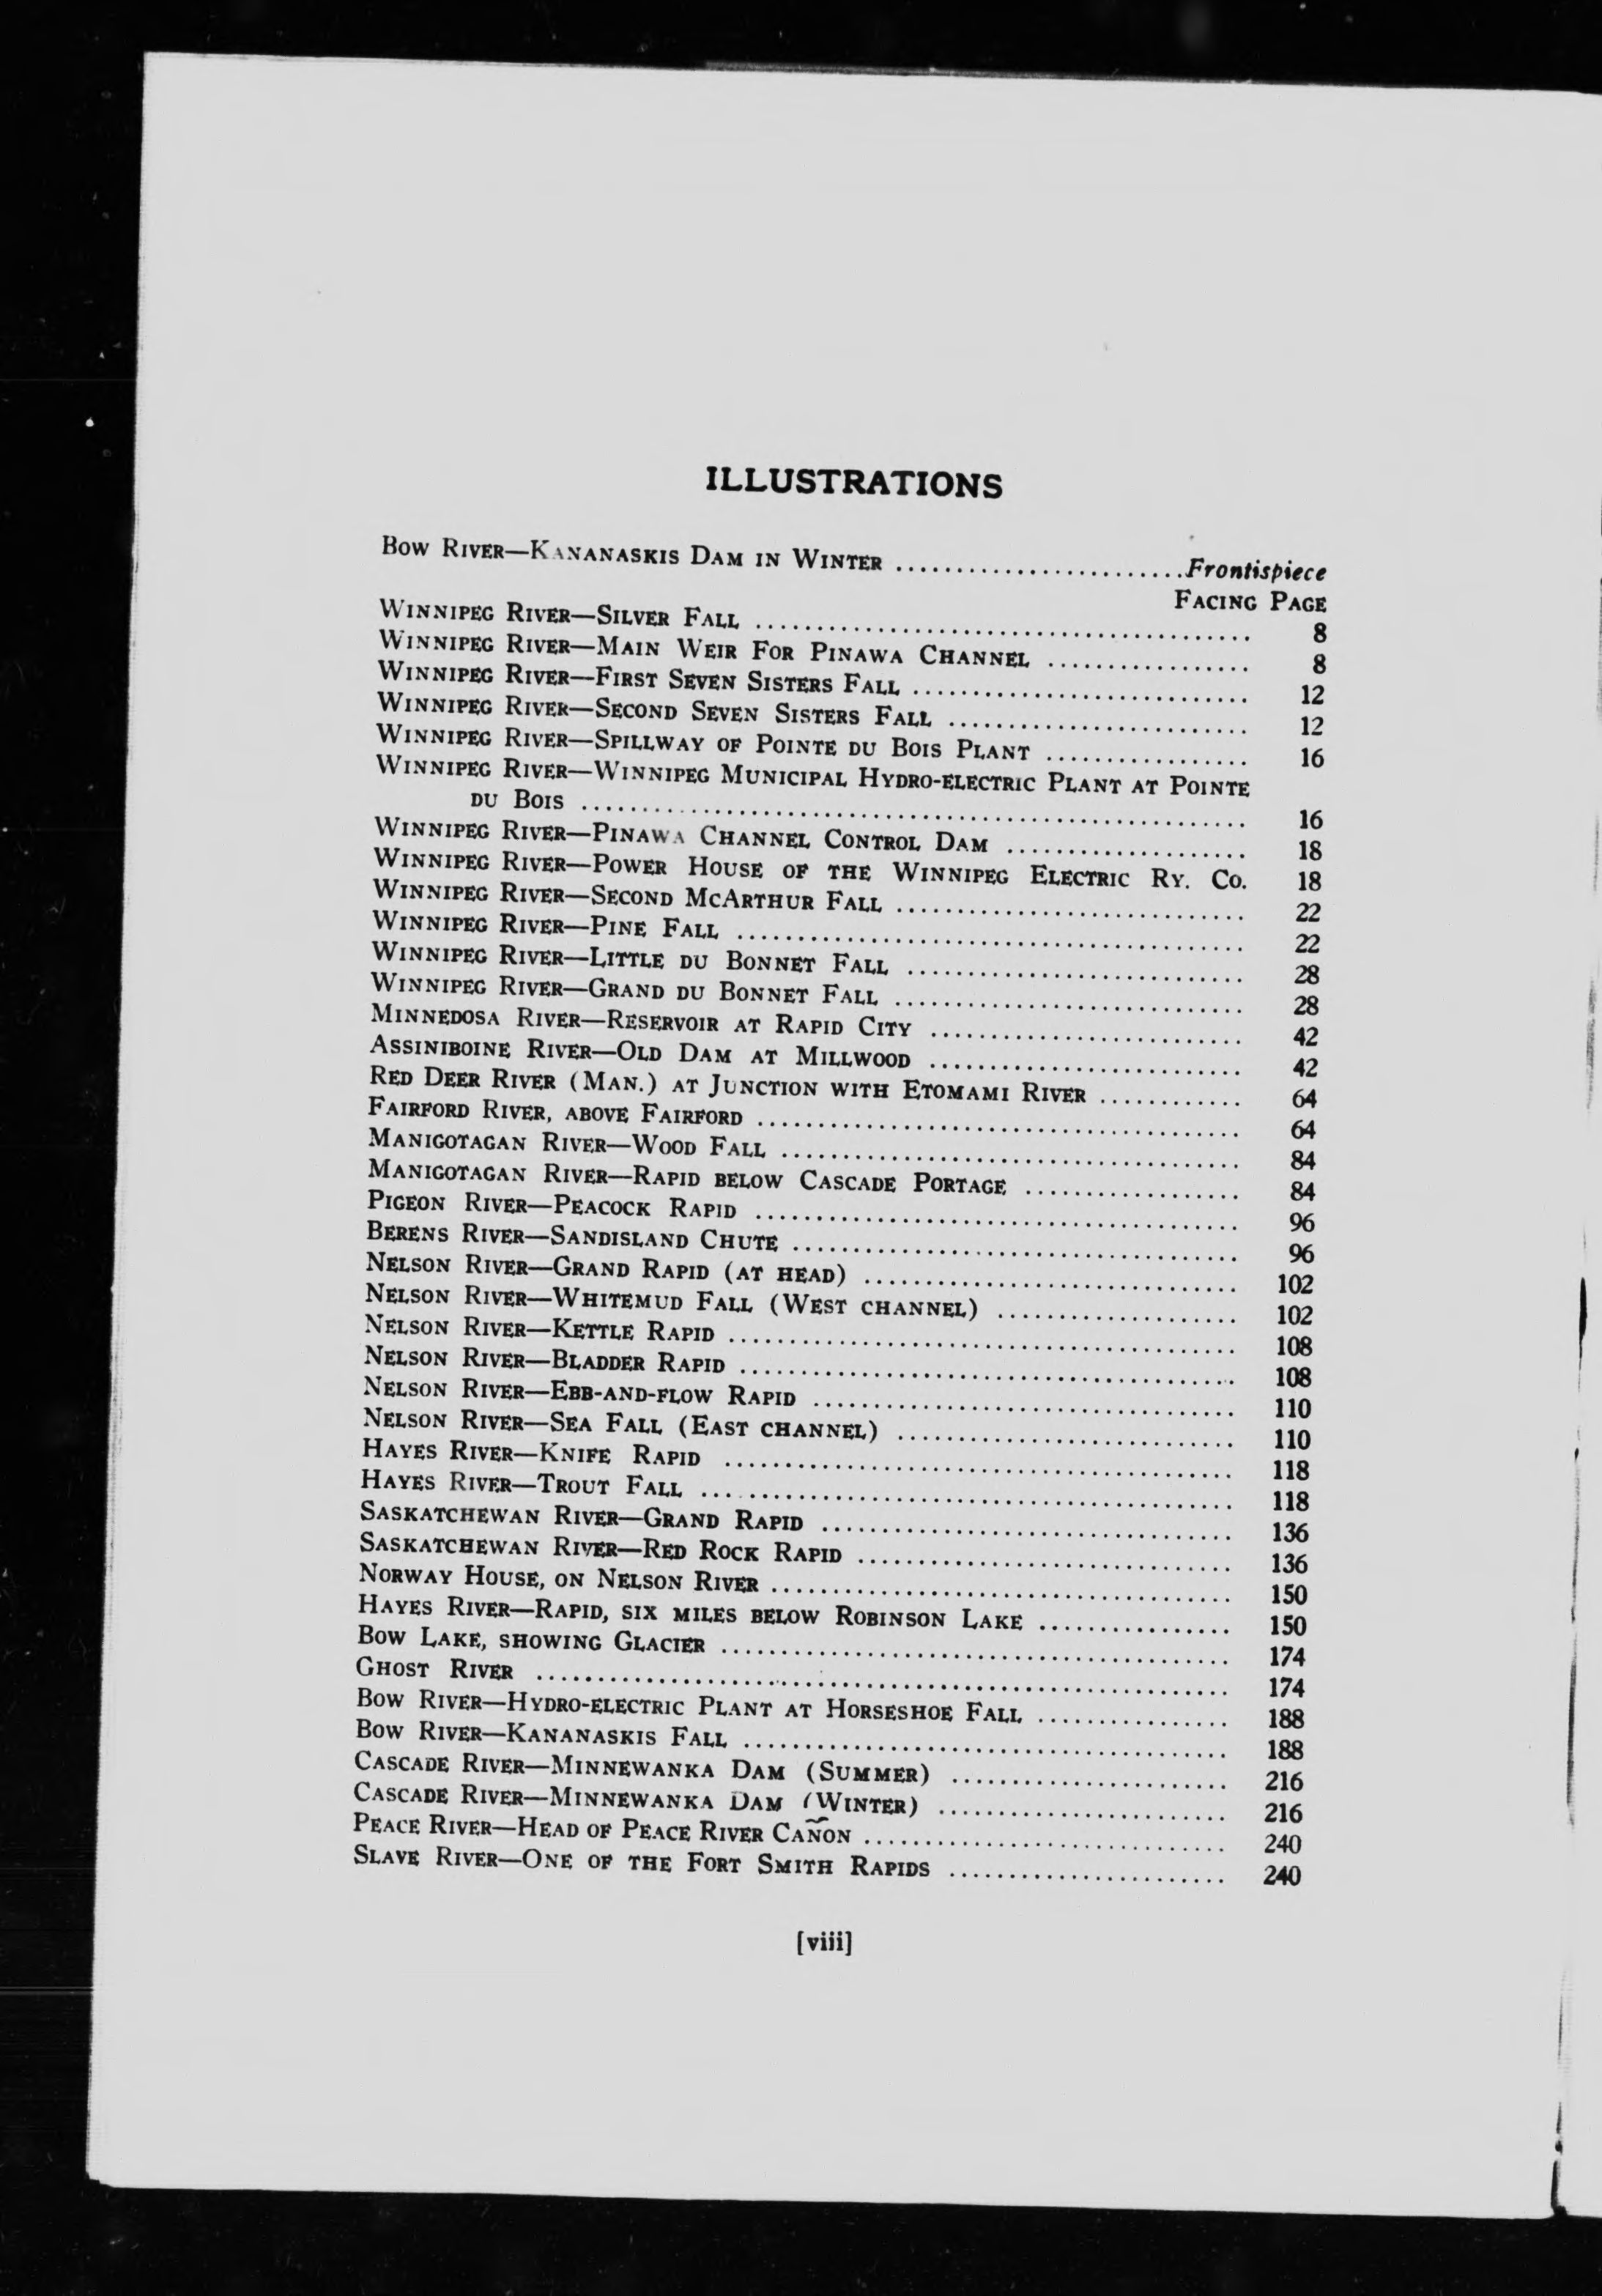 ILLUSTRATIONS
Bow River—Kananaskis Dam in Winter ........................Frontispiece
Facing Page
Winnipeg River—Silver Fall ........................................ 8
Winnipeg River—Main Weir For Pinawa Channel ................. 8
Winnipeg River—First Seven Sisters Fall ............................ 12
Winnipeg River—Second Seven Sisters Fall ......................... 12
Winnipeg River—Spillway of Pointe du Bois Plant ................. 16
Winnipeg River—Winnipeg Municipal Hydro-electric Plant at Pointe
du Bois ...................................................... 16
Winnipeg River—Pinawa Channel Control Dam .................... 18
Winnipeg River—Power House of the Winnipeg Electric Ry. Co. 18
Winnipeg River—Second McArthur Fall ............................. 22
Winnipeg River—Pine Fall .......................................... 22
Winnipeg River—Little du Bonnet Fall ............................ 28
Winnipeg River—Grand du Bonnet Fall ............................. 28
Minnedosa River—Reservoir at Rapid City .......................... 42
Assiniboine River—Old Dam at Millwood .......................... 42
Red Deer River (Man.) at Junction with Etomami River ............ 64
Fairford River, above Fairford ........................................ 64
Manigotagan River—Wood Fall ...................................... 84
Manigotagan River—Rapid below Cascade Portage .................. 84
Pigeon River—Peacock Rapid ........................................ 96
Berens River—Sandisland Chute ..................................... 96
Nelson River—Grand Rapid (at head) ............................... 102
Nelson River—Whitemud Fall (West channel) .................... 102
Nelson River—Kettle Rapid .......................................... 108
Nelson River—Bladder Rapid ......................................... 108
Nelson River—Ebb-and-flow Rapid ................................... 110
Nelson River—Sea Fall (East channel) ............................ 110
Hayes River—Knife Rapid .......................................... 118
Hayes River—Trout Fall ............................................ 118
Saskatchewan River—Grand Rapid .................................. 136
Saskatchewan River—Red Rock Rapid ............................... 136
Norway House, on Nelson River ...................................... 150
Hayes River—Rapid, six miles below Robinson Lake ................ 150
Bow Lake, showing Glacier .......................................... 174
Ghost River ......................................................... 174
Bow River—Hydro-electric Plant at Horseshoe Fall ................ 188
Bow River—Kananaskis Fall ........................................ 188
Cascade River—Minnewanka Dam (Summer) ....................... 216
Cascade River—Minnewanka Dam (Winter) ........................ 216
Peace River—Head of Peace River Cañon .............................. 240
Slave River—One of the Fort Smith Rapids ....................... 240
[viii]